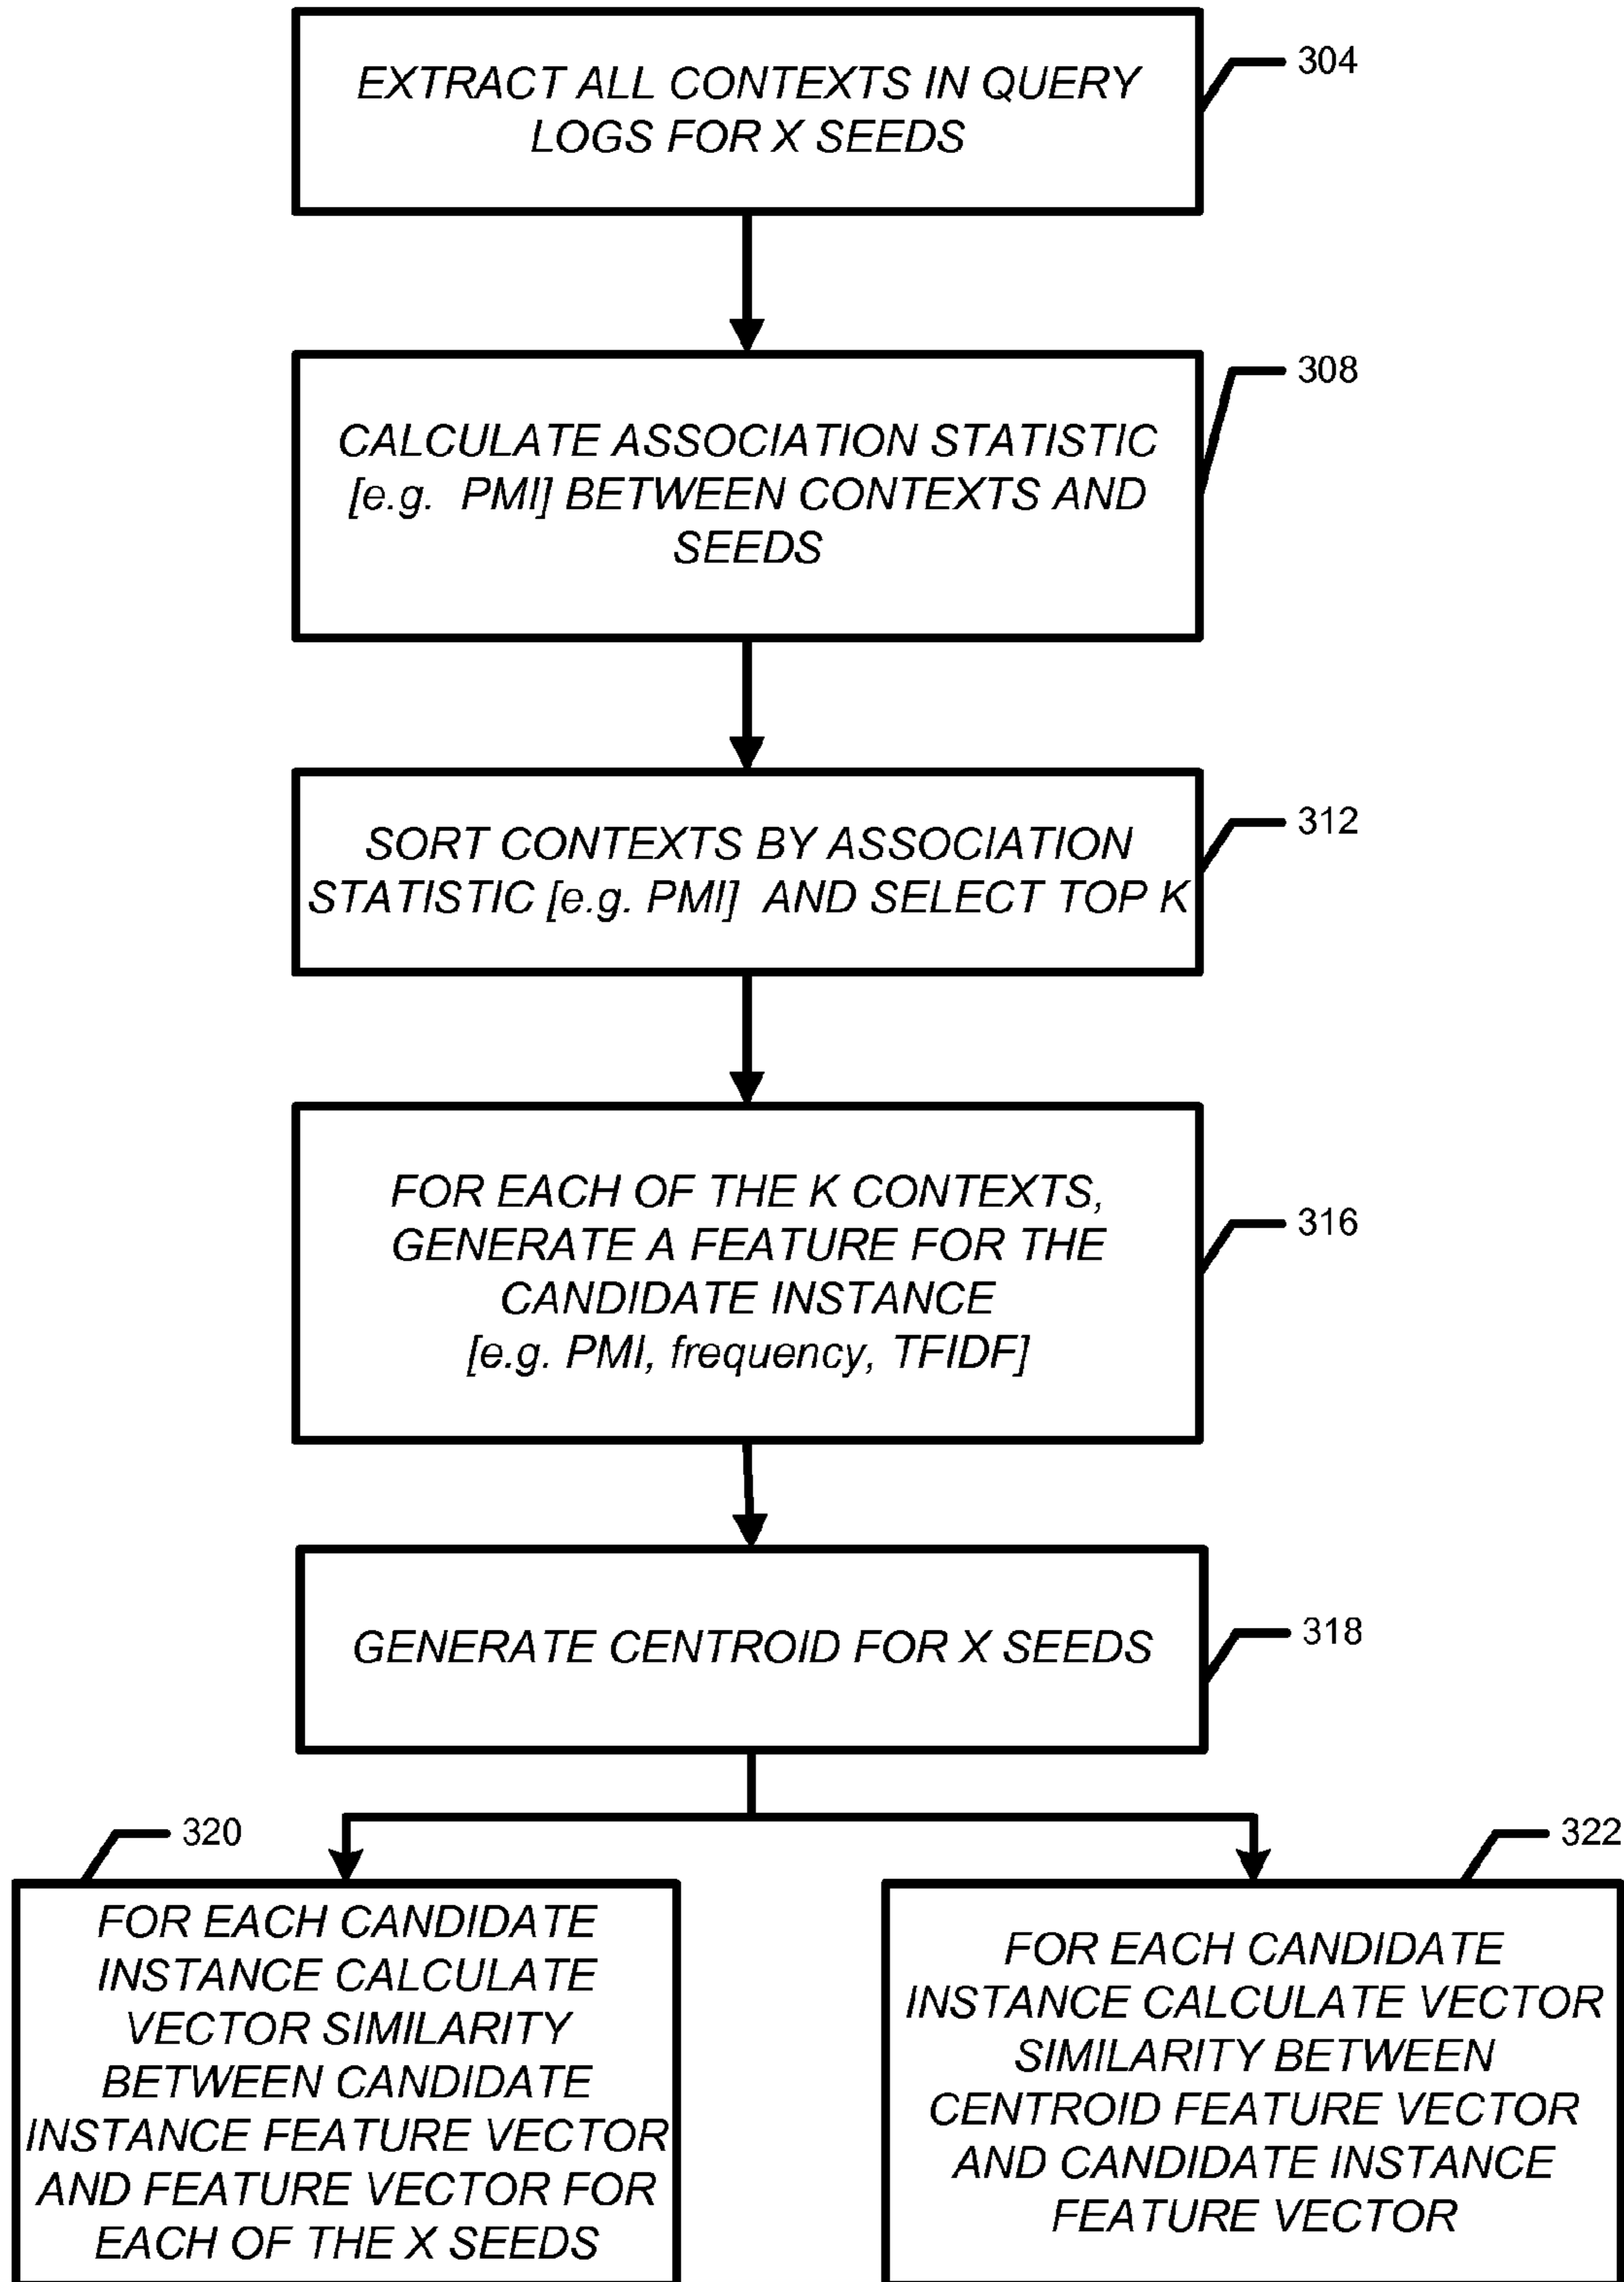 EXTRACT ALL CONTEXTS IN QUERY
LOGS FOR X SEEDS
304
CALCULATE ASSOCIATION STATISTIC
[e.g. PMI] BETWEEN CONTEXTS AND
SEEDS
308
SORT CONTEXTS BY ASSOCIATION
STATISTIC [e.g. PMI] AND SELECT TOP K
312
FOR EACH OF THE K CONTEXTS,
GENERATE A FEATURE FOR THE
CANDIDATE INSTANCE
[e.g. PMI, frequency, TFIDF]
316
GENERATE CENTROID FOR X SEEDS
318
320
FOR EACH CANDIDATE
INSTANCE CALCULATE
VECTOR SIMILARITY
BETWEEN CANDIDATE
INSTANCE FEATURE VECTOR
AND FEATURE VECTOR FOR
EACH OF THE X SEEDS
322
FOR EACH CANDIDATE
INSTANCE CALCULATE VECTOR
SIMILARITY BETWEEN
CENTROID FEATURE VECTOR
AND CANDIDATE INSTANCE
FEATURE VECTOR